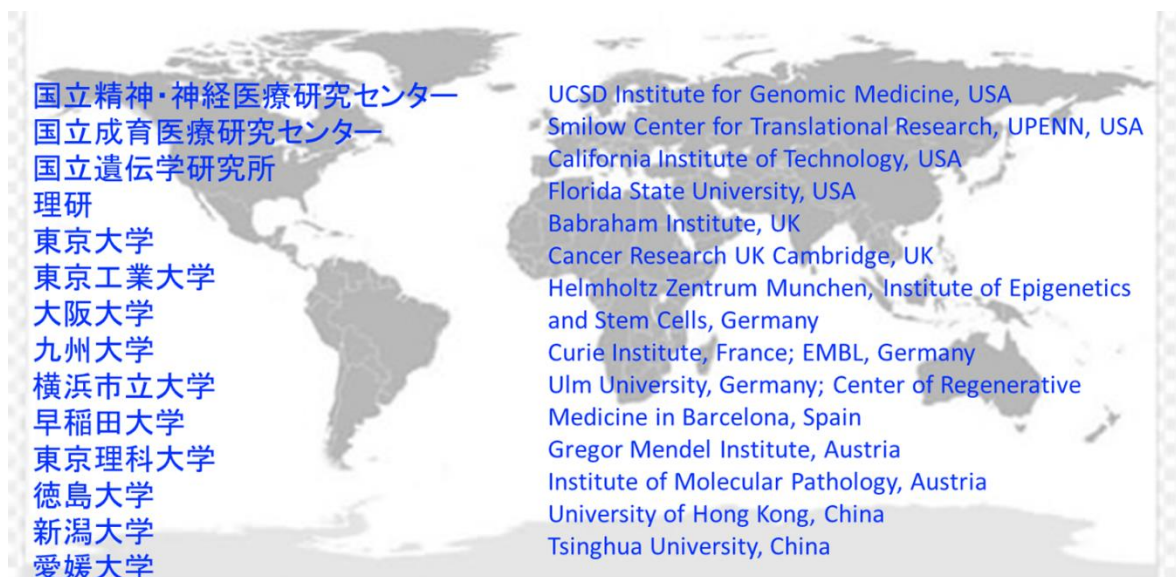 国立精神・神経医療研究センター
国立成育医療研究センター
国立遺伝学研究所
理研
東京大学
東京工業大学
大阪大学
九州大学
横浜市立大学
早稲田大学
東京理科大学
徳島大学
新潟大学
愛媛大学
UCSD Institute for Genomic Medicine, USA
Smilow Center for Translational Research, UPENN, USA
California Institute of Technology, USA
Florida State University, USA
Babraham Institute, UK
Cancer Research UK Cambridge, UK
Helmholtz Zentrum Munchen, Institute of Epigenetics
and Stem Cells, Germany
Curie Institute, France; EMBL, Germany
Ulm University, Germany; Center of Regenerative
Medicine in Barcelona, Spain
Gregor Mendel Institute, Austria
Institute of Molecular Pathology, Austria
University of Hong Kong, China
Tsinghua University, China